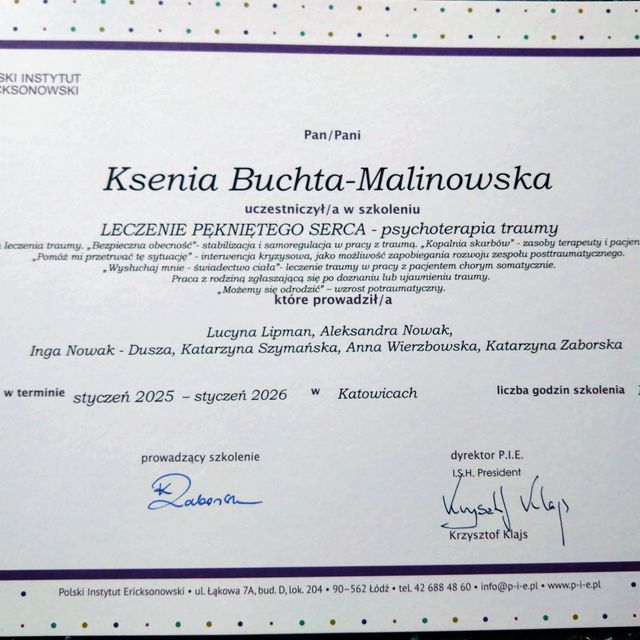 SKI INSTYTUT
CKSONOWSKI
Pan/Pani
Ksenia Buchta-Malinowska
uczestniczył/a w szkoleniu
LECZENIE PĘKNIĘTEGO SERCA - psychoterapia traumy
leczenia traumy. „Bezpieczna obecność"- stabilizacja i samoregulacja w pracy z traumą. „Kopalnia skarbów" - zasoby terapeuty i pacjen
„Pomóż mi przetrwać tę sytuację" - interwencja kryzysowa, jako możliwość zapobiegania rozwoju zespołu posttraumatycznego.
„Wysłuchaj mnie - świadectwo ciała"- leczenie traumy w pracy z pacjentem chorym somatycznie.
Praca z rodziną zgłaszającą się po doznaniu lub ujawnieniu traumy.
„Możemy się odrodzić" – wzrost potraumatyczny.
które prowadził/a
Lucyna Lipman, Aleksandra Nowak,
Inga Nowak - Dusza, Katarzyna Szymańska, Anna Wierzbowska, Katarzyna Zaborska
w terminie styczeń 2025 – styczeń 2026 w Katowicach liczba godzin szkolenia
prowadzący szkolenie
dyrektor P.I.E.
I.S.H. President
K Zaborska
Krzysztof Klajs
Krzysztof Klajs
Polski Instytut Ericksonowski • ul. Łąkowa 7A, bud. D, lok. 204 • 90–562 Łódź • tel. 42 688 48 60 • info@p-i-e.pl • www.p-i-e.pl